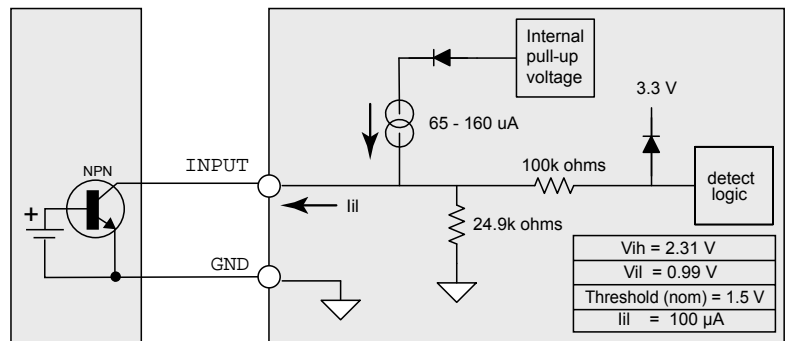 Internal
pull-up
voltage
3.3 V
65 - 160 uA
NPN
INPUT
100k ohms
detect
logic
Iil
+
24.9k ohms
GND
Vih = 2.31 V
Vil = 0.99 V
Threshold (nom) = 1.5 V
Iil = 100 µA